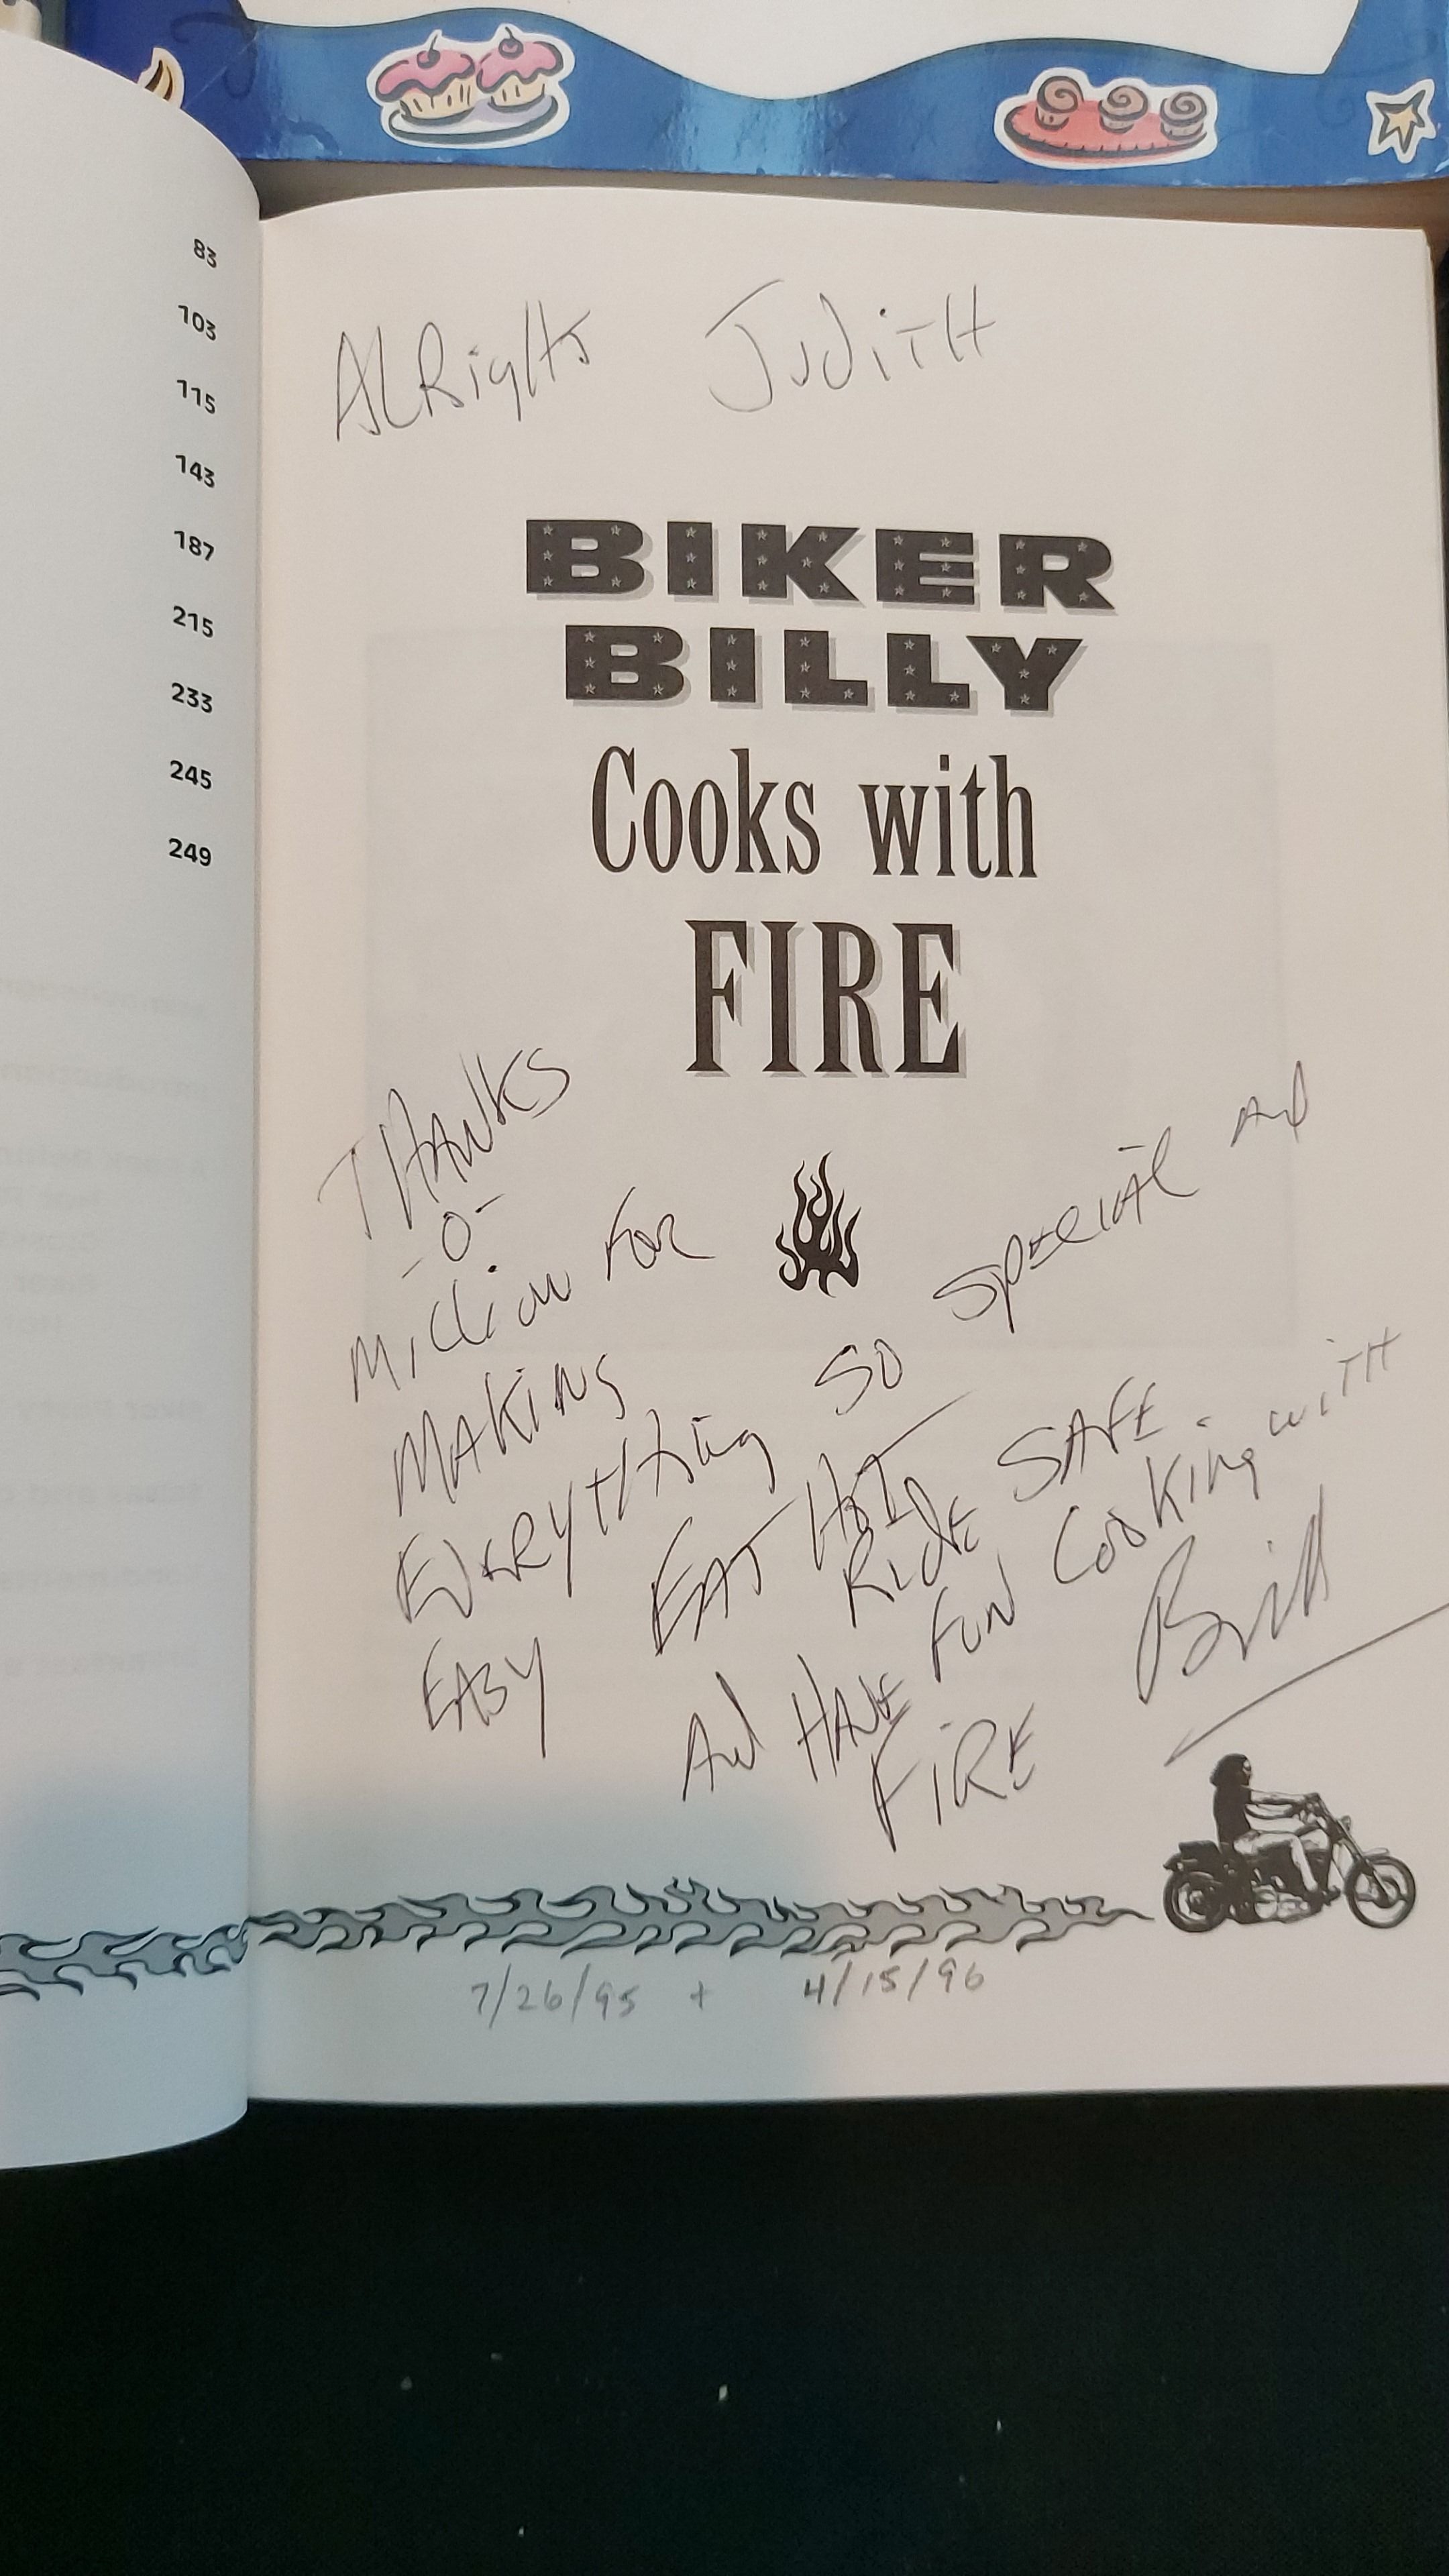 83
103
115
143
187
215
233
245
249
ALRight Judith
BIKER
BILLY
Cooks with
FIRE
THANKS
-O-
Million For
MAKING
EVERYTHing SO Special And
EASY
EAT HOT
RIDE SAFE.
And HAVE Fun Cooking with
FIRE
Bill
7/26/95 + 4/15/96